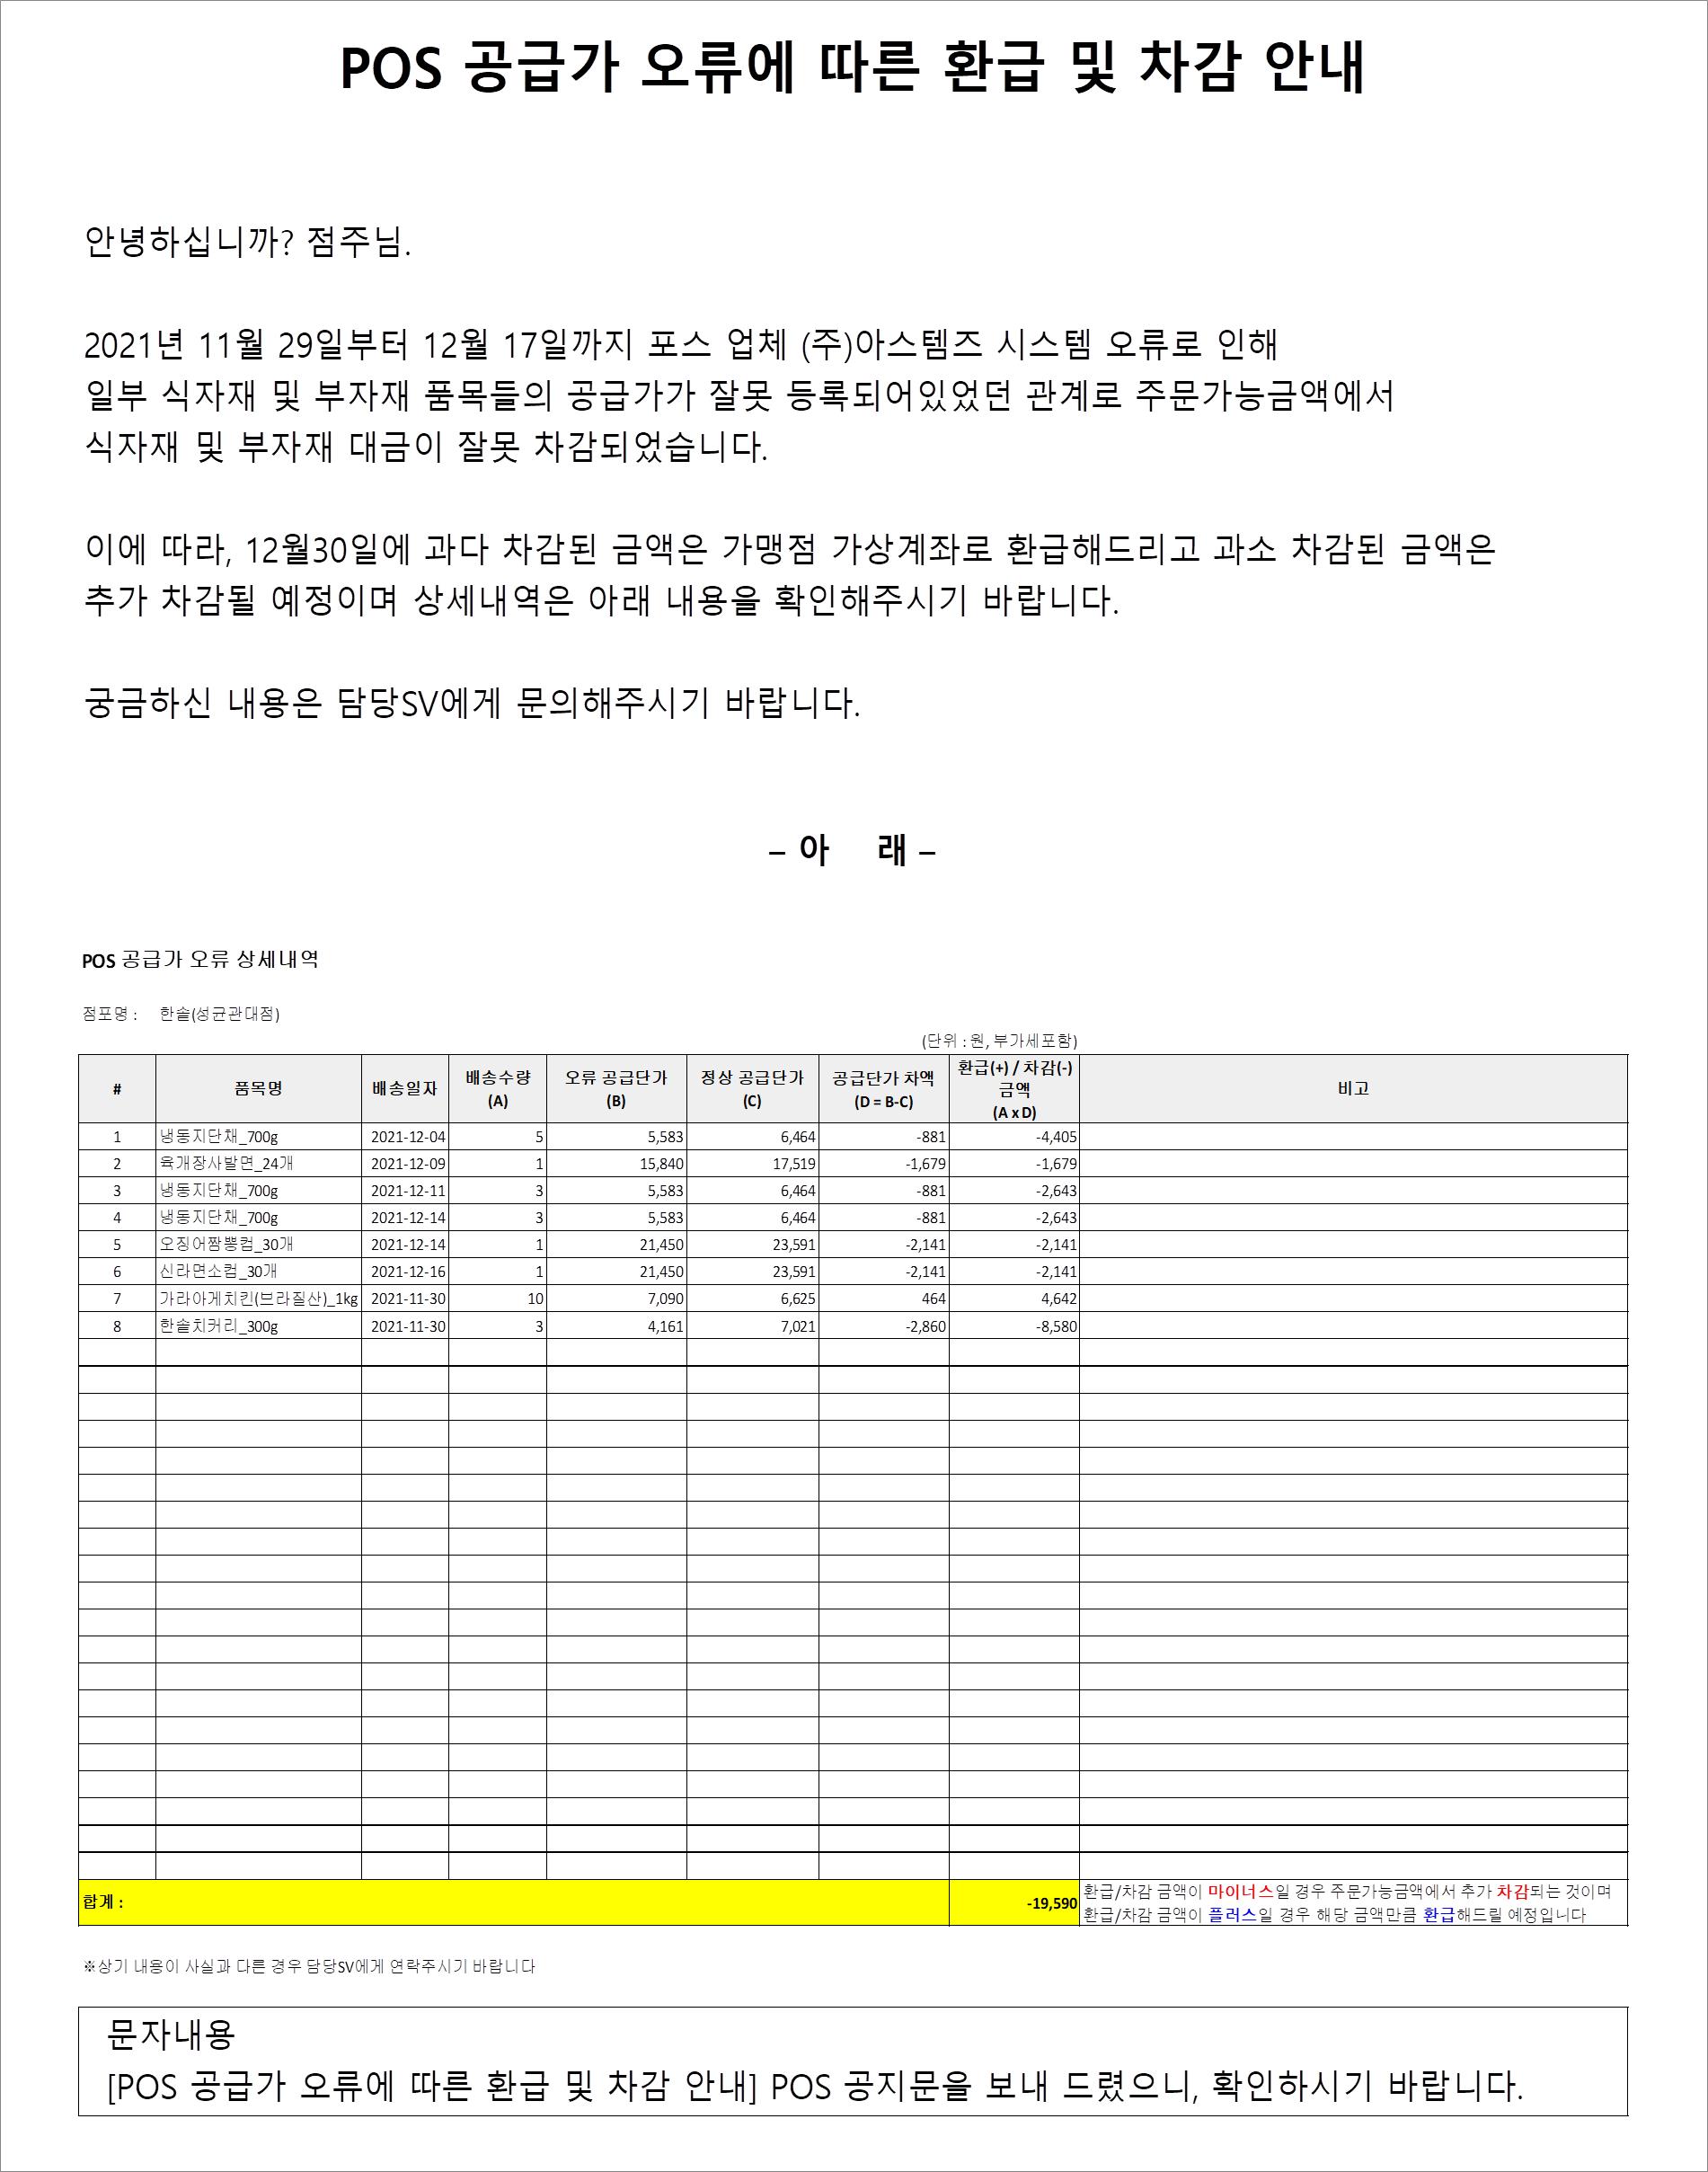 POS 공급가 오류에 따른 환급 및 차감 안내
안녕하십니까? 점주님.
2021년 11월 29일부터 12월 17일까지 포스 업체 (주)아스템즈 시스템 오류로 인해
일부 식자재 및 부자재 품목들의 공급가가 잘못 등록되어있었던 관계로 주문가능금액에서
식자재 및 부자재 대금이 잘못 차감되었습니다.
이에 따라, 12월30일에 과다 차감된 금액은 가맹점 가상계좌로 환급해드리고 과소 차감된 금액은
추가 차감될 예정이며 상세내역은 아래 내용을 확인해주시기 바랍니다.
궁금하신 내용은 담당SV에게 문의해주시기 바랍니다.
– 아 래 –
POS 공급가 오류 상세내역
점포명 : 한솥(성균관대점)
(단위 : 원, 부가세포함)
# 품목명 배송일자 배송수량 (A) 오류 공급단가 (B) 정상 공급단가 (C) 공급단가 차액 (D = B-C) 환급(+) / 차감(-) 금액 (A x D) 비고
1 냉동지단채_700g 2021-12-04 5 5,583 6,464 -881 -4,405
2 육개장사발면_24개 2021-12-09 1 15,840 17,519 -1,679 -1,679
3 냉동지단채_700g 2021-12-11 3 5,583 6,464 -881 -2,643
4 냉동지단채_700g 2021-12-14 3 5,583 6,464 -881 -2,643
5 오징어짬뽕컵_30개 2021-12-14 1 21,450 23,591 -2,141 -2,141
6 신라면소컵_30개 2021-12-16 1 21,450 23,591 -2,141 -2,141
7 가라아게치킨(브라질산)_1kg 2021-11-30 10 7,090 6,625 464 4,642
8 한솥치커리_300g 2021-11-30 3 4,161 7,021 -2,860 -8,580
합계 : -19,590
환급/차감 금액이 마이너스일 경우 주문가능금액에서 추가 차감되는 것이며
환급/차감 금액이 플러스일 경우 해당 금액만큼 환급해드릴 예정입니다
※상기 내용이 사실과 다른 경우 담당SV에게 연락주시기 바랍니다
문자내용
[POS 공급가 오류에 따른 환급 및 차감 안내] POS 공지문을 보내 드렸으니, 확인하시기 바랍니다.